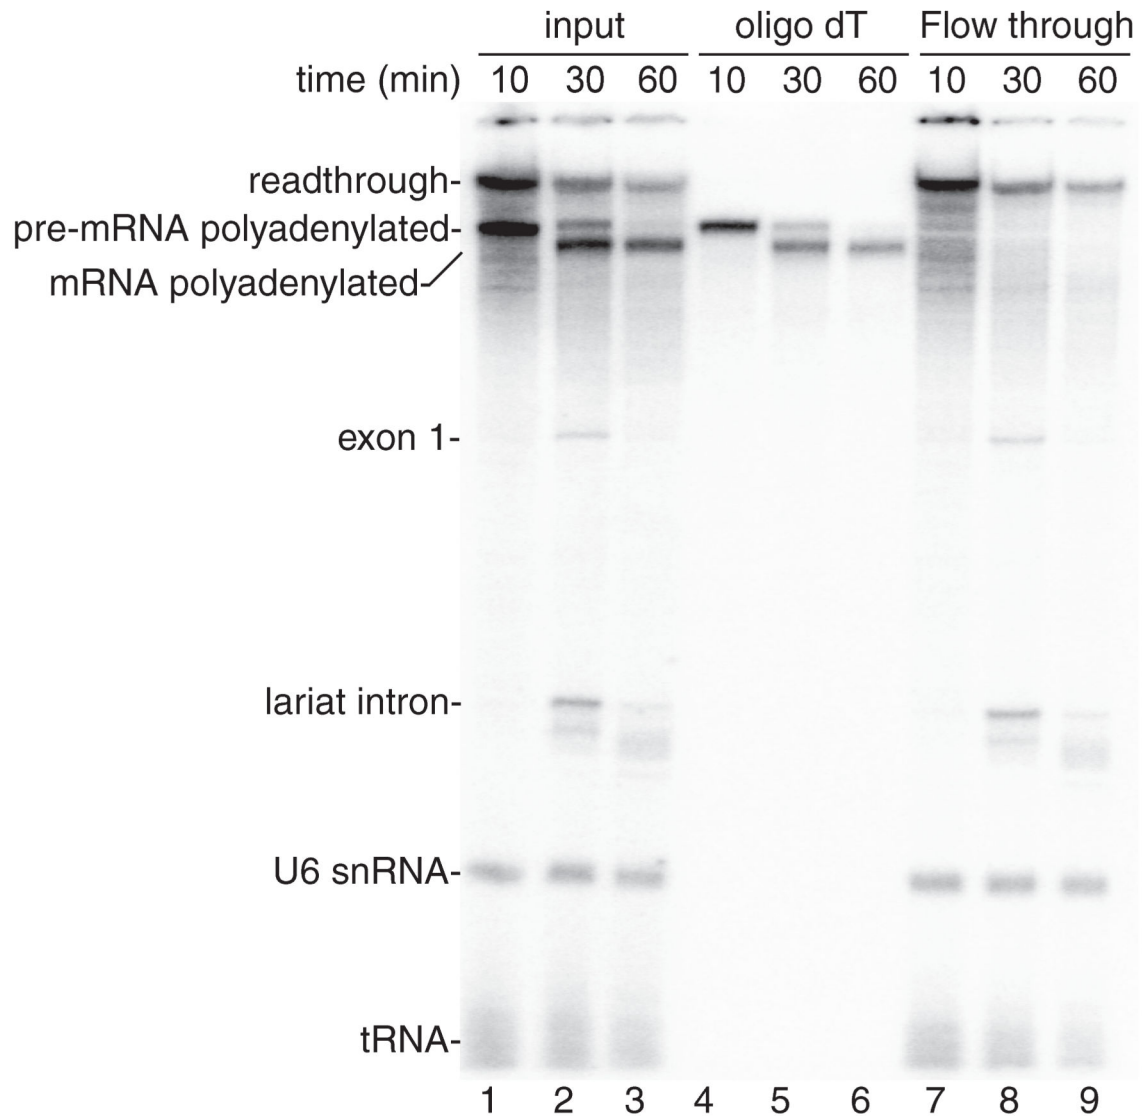 input oligo dT Flow through
time (min) 10 30 60 10 30 60 10 30 60
readthrough-
pre-mRNA polyadenylated-
mRNA polyadenylated-
exon 1-
lariat intron-
U6 snRNA-
tRNA-
1 2 3 4 5 6 7 8 9